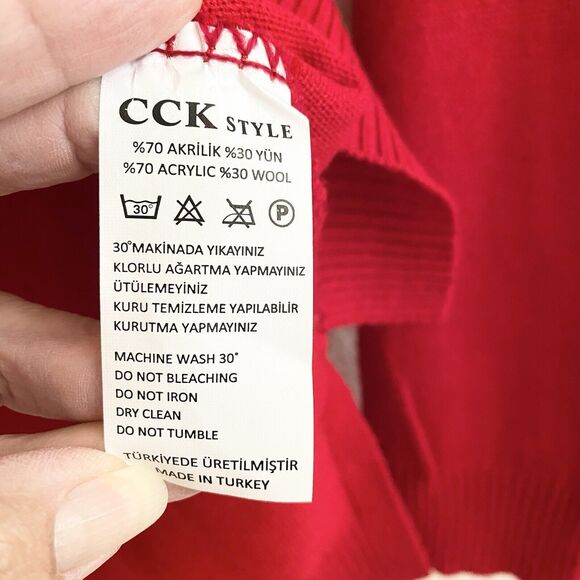 CCK STYLE
%70 AKRİLİK %30 YÜN
%70 ACRYLIC %30 WOOL
30° P
30°MAKİNADA YIKAYINIZ
KLORLU AĞARTMA YAPMAYINIZ
ÜTÜLEMEYİNİZ
KURU TEMİZLEME YAPILABİLİR
KURUTMA YAPMAYINIZ
MACHINE WASH 30°
DO NOT BLEACHING
DO NOT IRON
DRY CLEAN
DO NOT TUMBLE
TÜRKİYEDE ÜRETİLMİŞTİR
MADE IN TURKEY